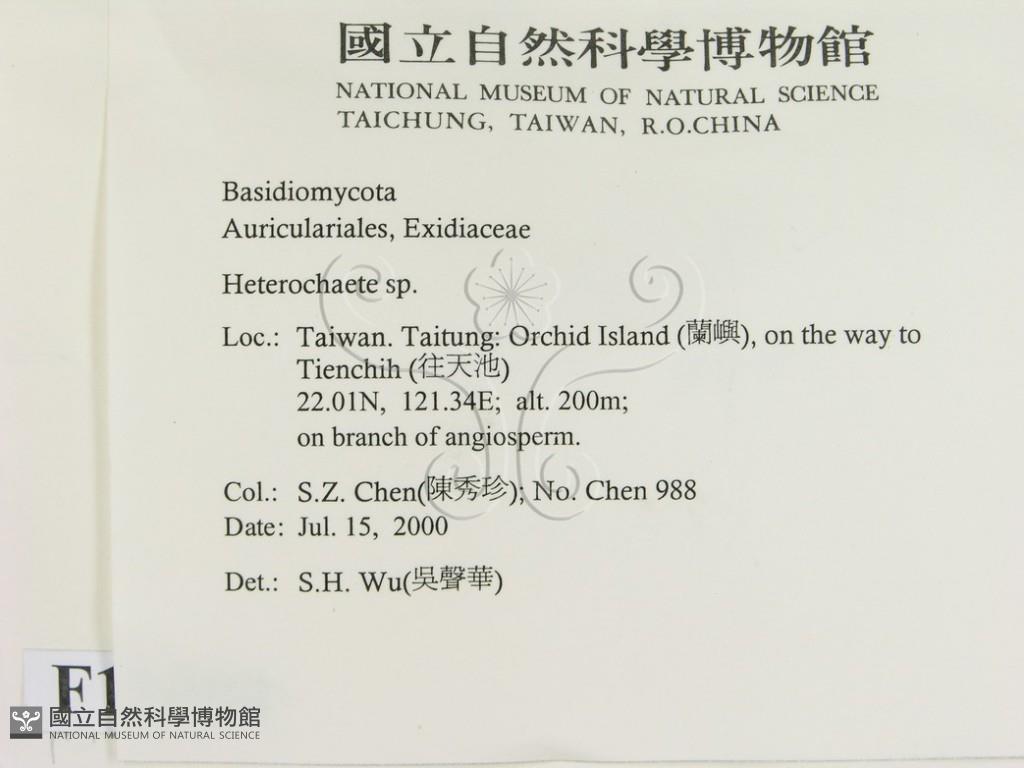 國立自然科學博物館
NATIONAL MUSEUM OF NATURAL SCIENCE
TAICHUNG, TAIWAN, R.O.CHINA
Basidiomycota
Auriculariales, Exidiaceae
Heterochaete sp.
Loc.: Taiwan. Taitung: Orchid Island (蘭嶼), on the way to
Tienchih (往天池)
22.01N, 121.34E; alt. 200m;
on branch of angiosperm.
Col.: S.Z. Chen(陳秀珍); No. Chen 988
Date: Jul. 15, 2000
Det.: S.H. Wu(吳聲華)
F1
國立自然科學博物館
NATIONAL MUSEUM OF NATURAL SCIENCE